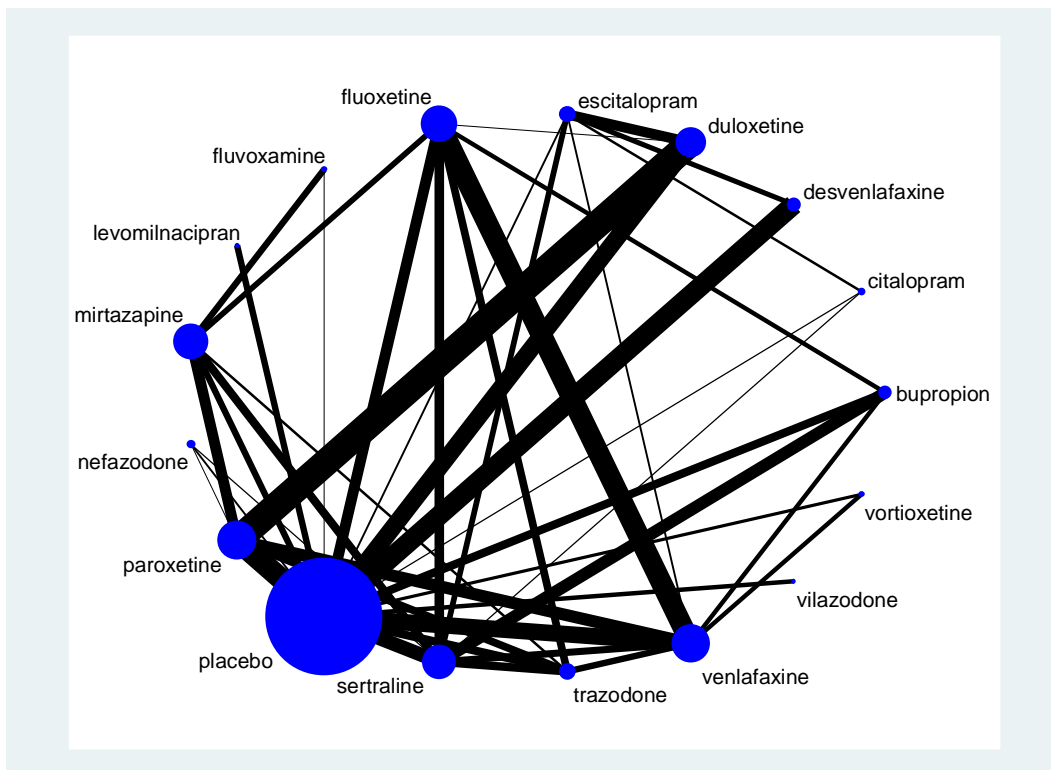 fluoxetine
escitalopram
duloxetine
fluvoxamine
desvenlafaxine
levomilnacipran
citalopram
mirtazapine
bupropion
nefazodone
vortioxetine
paroxetine
vilazodone
placebo
sertraline
trazodone
venlafaxine